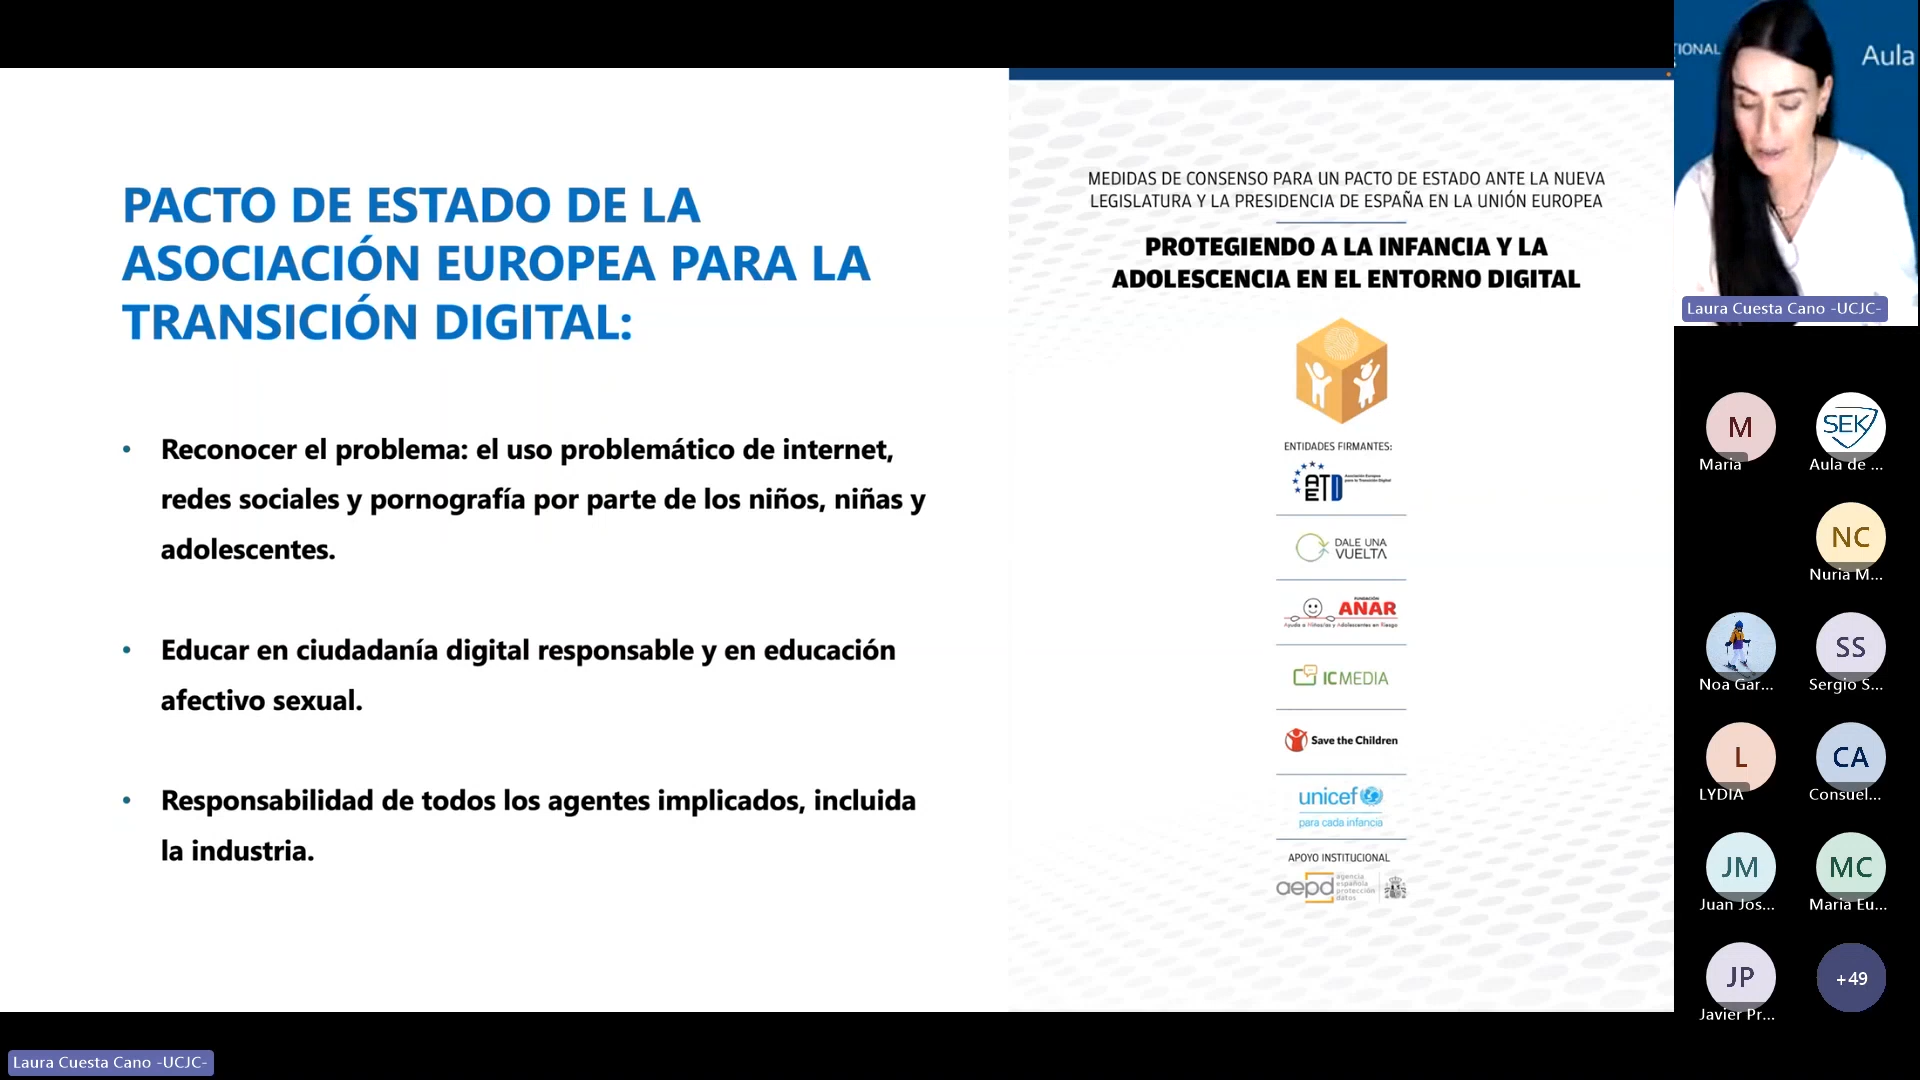 PACTO DE ESTADO DE LA
ASOCIACIÓN EUROPEA PARA LA
TRANSICIÓN DIGITAL:
• Reconocer el problema: el uso problemático de internet,
redes sociales y pornografía por parte de los niños, niñas y
adolescentes.
• Educar en ciudadanía digital responsable y en educación
afectivo sexual.
• Responsabilidad de todos los agentes implicados, incluida
la industria.
MEDIDAS DE CONSENSO PARA UN PACTO DE ESTADO ANTE LA NUEVA
LEGISLATURA Y LA PRESIDENCIA DE ESPAÑA EN LA UNIÓN EUROPEA
PROTEGIENDO A LA INFANCIA Y LA
ADOLESCENCIA EN EL ENTORNO DIGITAL
ENTIDADES FIRMANTES:
AETD
Asociación Europea
para la Transición Digital
DALE UNA
VUELTA
FUNDACIÓN
ANAR
Ayuda a Niños/as y Adolescentes en Riesgo
IC MEDIA
Save the Children
unicef
para cada infancia
APOYO INSTITUCIONAL
aepd
agencia
española
protección
datos
Aula
Laura Cuesta Cano -UCJC-
M
Maria
SEK
Aula de ...
NC
Nuria M...
Noa Gar...
SS
Sergio S...
L
LYDIA
CA
Consuel...
JM
Juan Jos...
MC
Maria Eu...
JP
Javier Pr...
+49
Laura Cuesta Cano -UCJC-